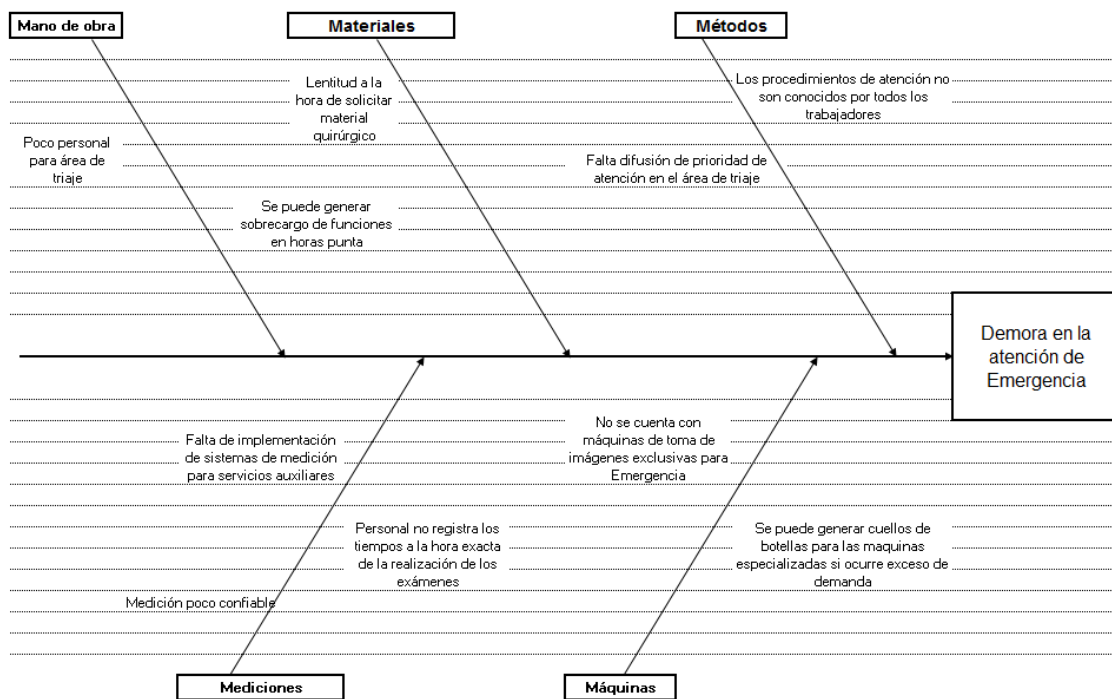 Mano de obra
Materiales
Métodos
Lentitud a la
hora de solicitar
material
quirúrgico
Los procedimientos de atención no
son conocidos por todos los
trabajadores
Poco personal
para área de
triaje
Falta difusión de prioridad de
atención en el área de triaje
Se puede generar
sobrecargo de funciones
en horas punta
Demora en la
atención de
Emergencia
Falta de implementación
de sistemas de medición
para servicios auxiliares
No se cuenta con
máquinas de toma de
imágenes exclusivas para
Emergencia
Personal no registra los
tiempos a la hora exacta
de la realización de los
exámenes
Se puede generar cuellos de
botellas para las maquinas
especializadas si ocurre exceso de
demanda
Medición poco confiable
Mediciones
Máquinas